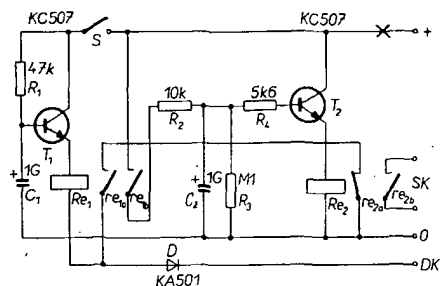 KC507
KC507
S
+
47k
R1
10k
R2
5k6
R4
T1
T2
+ 1G
C1
Re1
re1a
re1b
+ 1G
C2
M1
R3
Re2
re2a
re2b
SK
0
D
KA501
DK